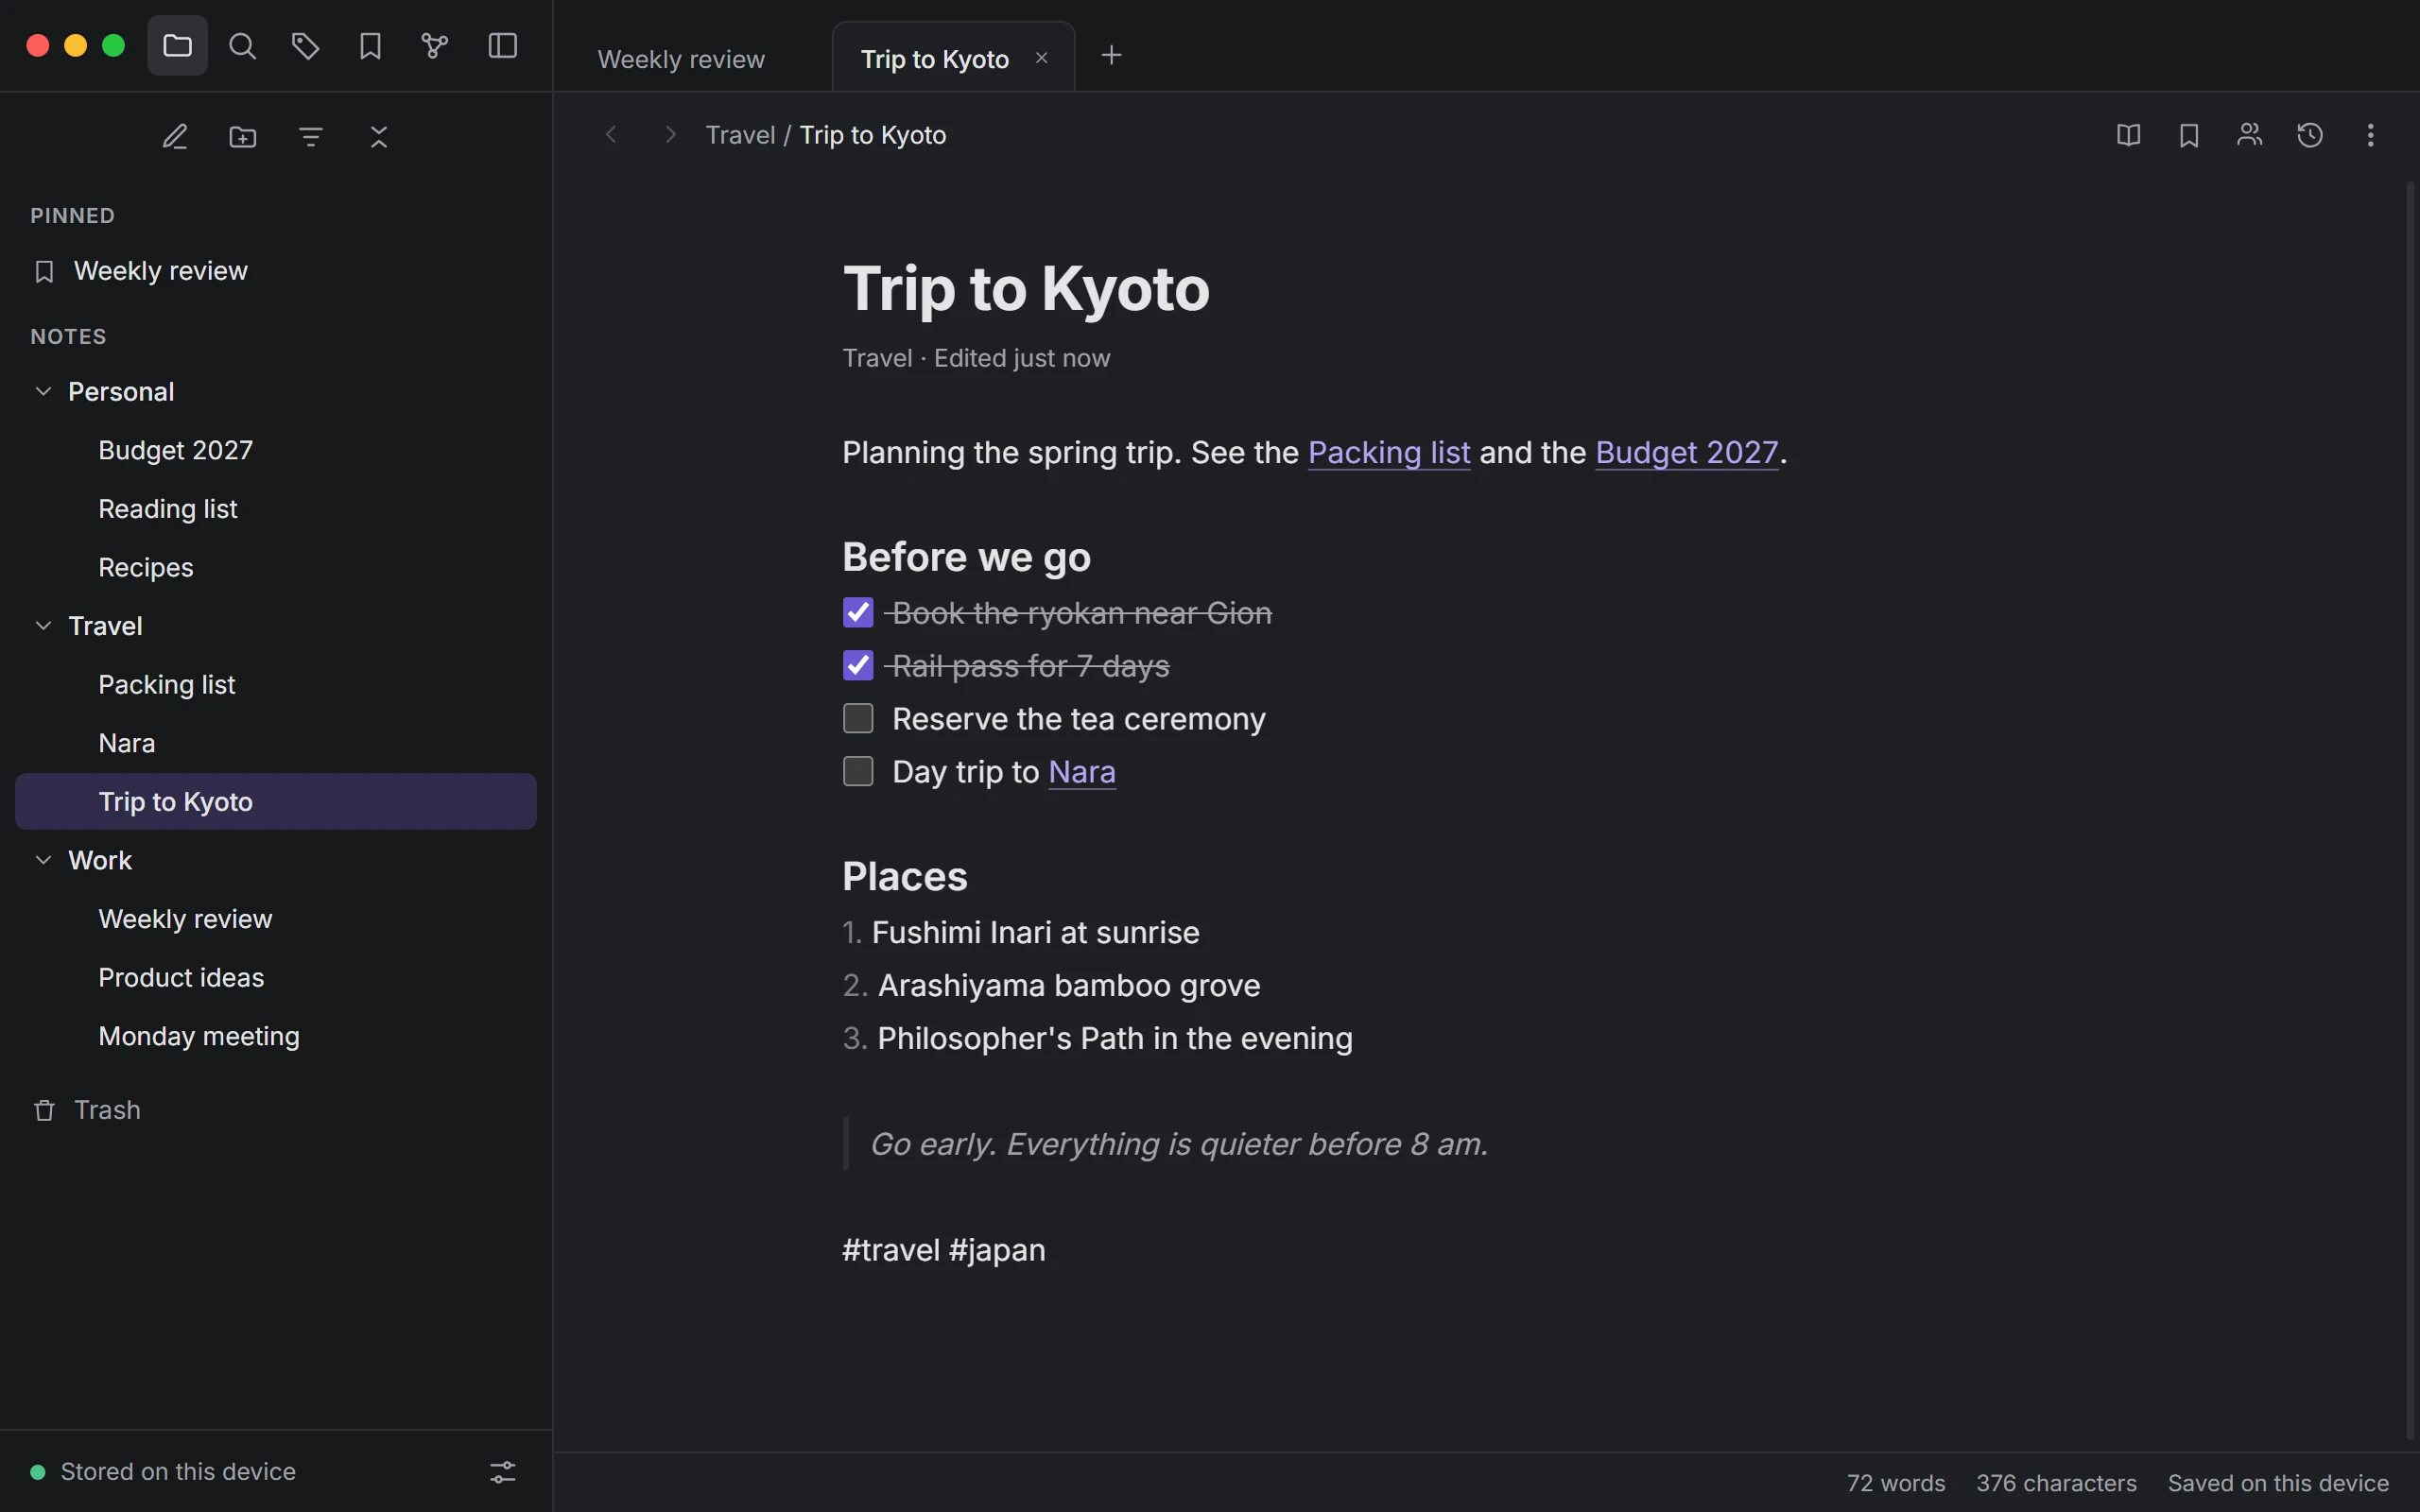 Weekly review
Trip to Kyoto
Travel / Trip to Kyoto
PINNED
Weekly review
NOTES
Personal
Budget 2027
Reading list
Recipes
Travel
Packing list
Nara
Trip to Kyoto
Work
Weekly review
Product ideas
Monday meeting
Trash
Stored on this device
Trip to Kyoto
Travel · Edited just now
Planning the spring trip. See the Packing list and the Budget 2027.
Before we go
Book the ryokan near Gion
Rail pass for 7 days
Reserve the tea ceremony
Day trip to Nara
Places
1. Fushimi Inari at sunrise
2. Arashiyama bamboo grove
3. Philosopher's Path in the evening
Go early. Everything is quieter before 8 am.
#travel #japan
72 words 376 characters Saved on this device